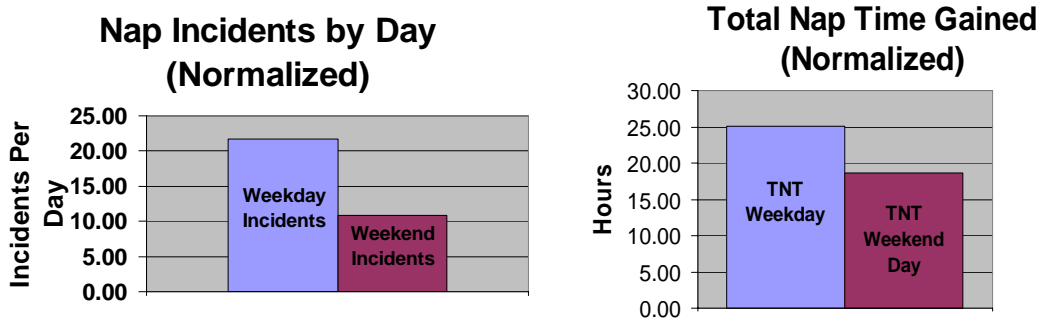 Nap Incidents by Day
(Normalized)
Incidents Per
Day
25.00
20.00
15.00
10.00
5.00
0.00
Weekday
Incidents
Weekend
Incidents
Total Nap Time Gained
(Normalized)
Hours
30.00
25.00
20.00
15.00
10.00
5.00
0.00
TNT
Weekday
TNT
Weekend
Day